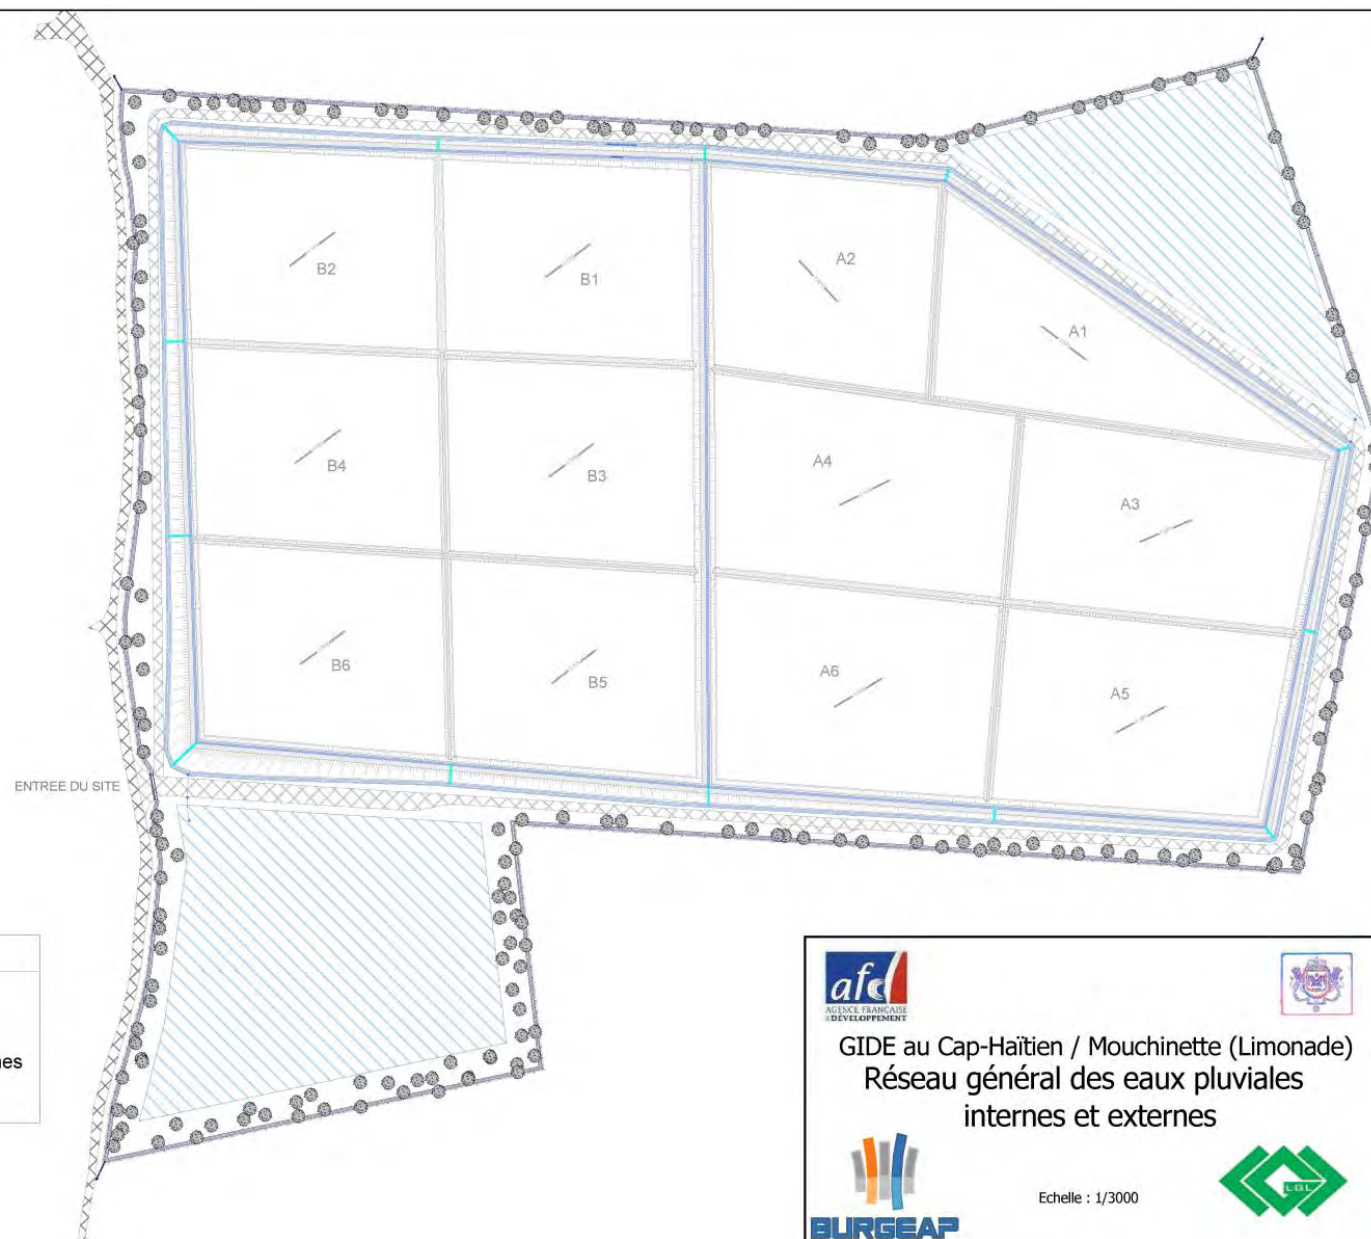 B2
B1
A2
A1
B4
B3
A4
A3
B6
B5
A6
A5
ENTREE DU SITE
afd
AGENCE FRANÇAISE
DÉVELOPPEMENT
GIDE au Cap-Haïtien / Mouchinette (Limonade)
Réseau général des eaux pluviales
internes et externes
Echelle : 1/3000
LGL
BURGEAP